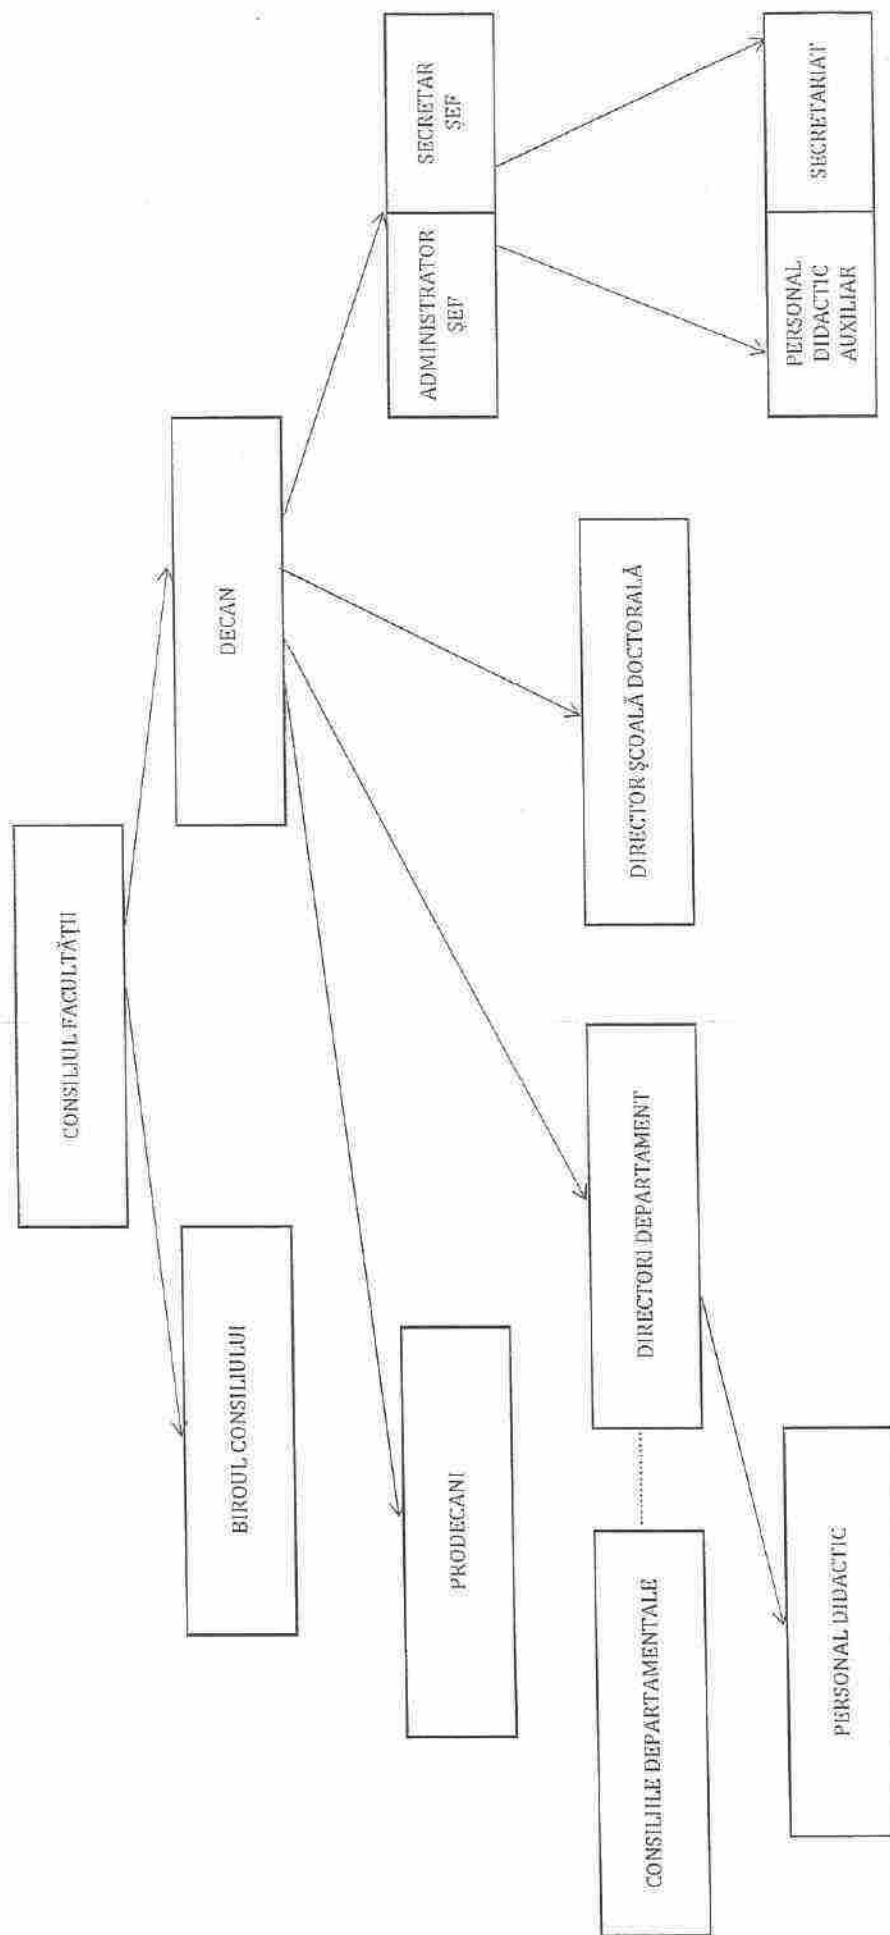 CONSILIUL FACULTĂȚII
BIROUL CONSILIULUI
DECAN
PRODECANI
ADMINISTRATOR
ȘEF
SECRETAR
ȘEF
CONSILIILE DEPARTAMENTALE
DIRECTORI DEPARTAMENT
DIRECTOR ȘCOALĂ DOCTORALĂ
PERSONAL DIDACTIC
PERSONAL
DIDACTIC
AUXILIAR
SECRETARIAT